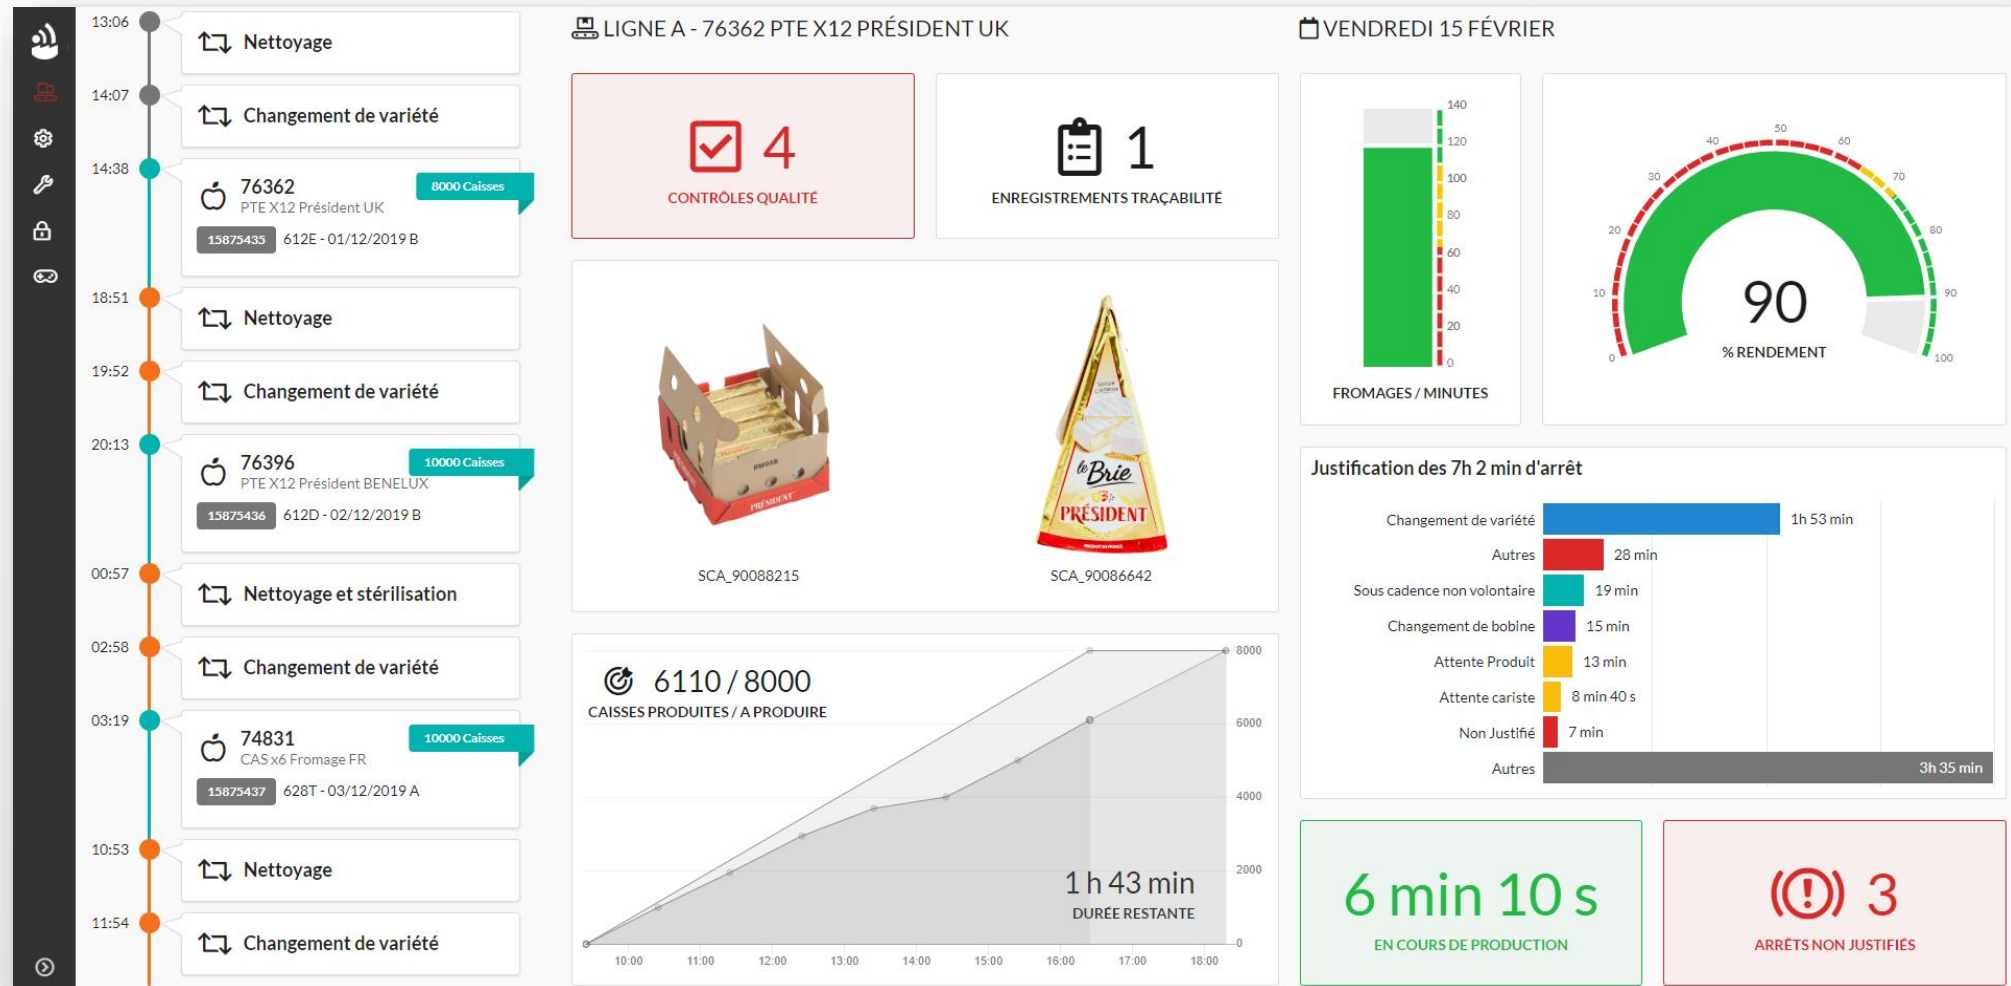 13:06
Nettoyage
14:07
Changement de variété
14:38
76362
8000 Caisses
PTE X12 Président UK
15875435 612E - 01/12/2019 B
18:51
Nettoyage
19:52
Changement de variété
20:13
76396
10000 Caisses
PTE X12 Président BENELUX
15875436 612D - 02/12/2019 B
00:57
Nettoyage et stérilisation
02:58
Changement de variété
03:19
74831
10000 Caisses
CAS x6 Fromage FR
15875437 628T - 03/12/2019 A
10:53
Nettoyage
11:54
Changement de variété
LIGNE A - 76362 PTE X12 PRÉSIDENT UK
4
CONTRÔLES QUALITÉ
1
ENREGISTREMENTS TRAÇABILITÉ
PRÉSIDENT
le Brie
PRÉSIDENT
SCA_90088215
SCA_90086642
6110 / 8000
CAISSES PRODUITES / A PRODUIRE
1 h 43 min
DURÉE RESTANTE
8000
6000
4000
2000
0
10:00 11:00 12:00 13:00 14:00 15:00 16:00 17:00 18:00
VENDREDI 15 FÉVRIER
140
120
100
80
60
40
20
0
FROMAGES / MINUTES
0
10
20
30
40
50
60
70
80
90
100
90
% RENDEMENT
Justification des 7h 2 min d'arrêt
Changement de variété 1h 53 min
Autres 28 min
Sous cadence non volontaire 19 min
Changement de bobine 15 min
Attente Produit 13 min
Attente cariste 8 min 40 s
Non Justifié 7 min
Autres 3h 35 min
6 min 10 s
EN COURS DE PRODUCTION
3
ARRÊTS NON JUSTIFIÉS